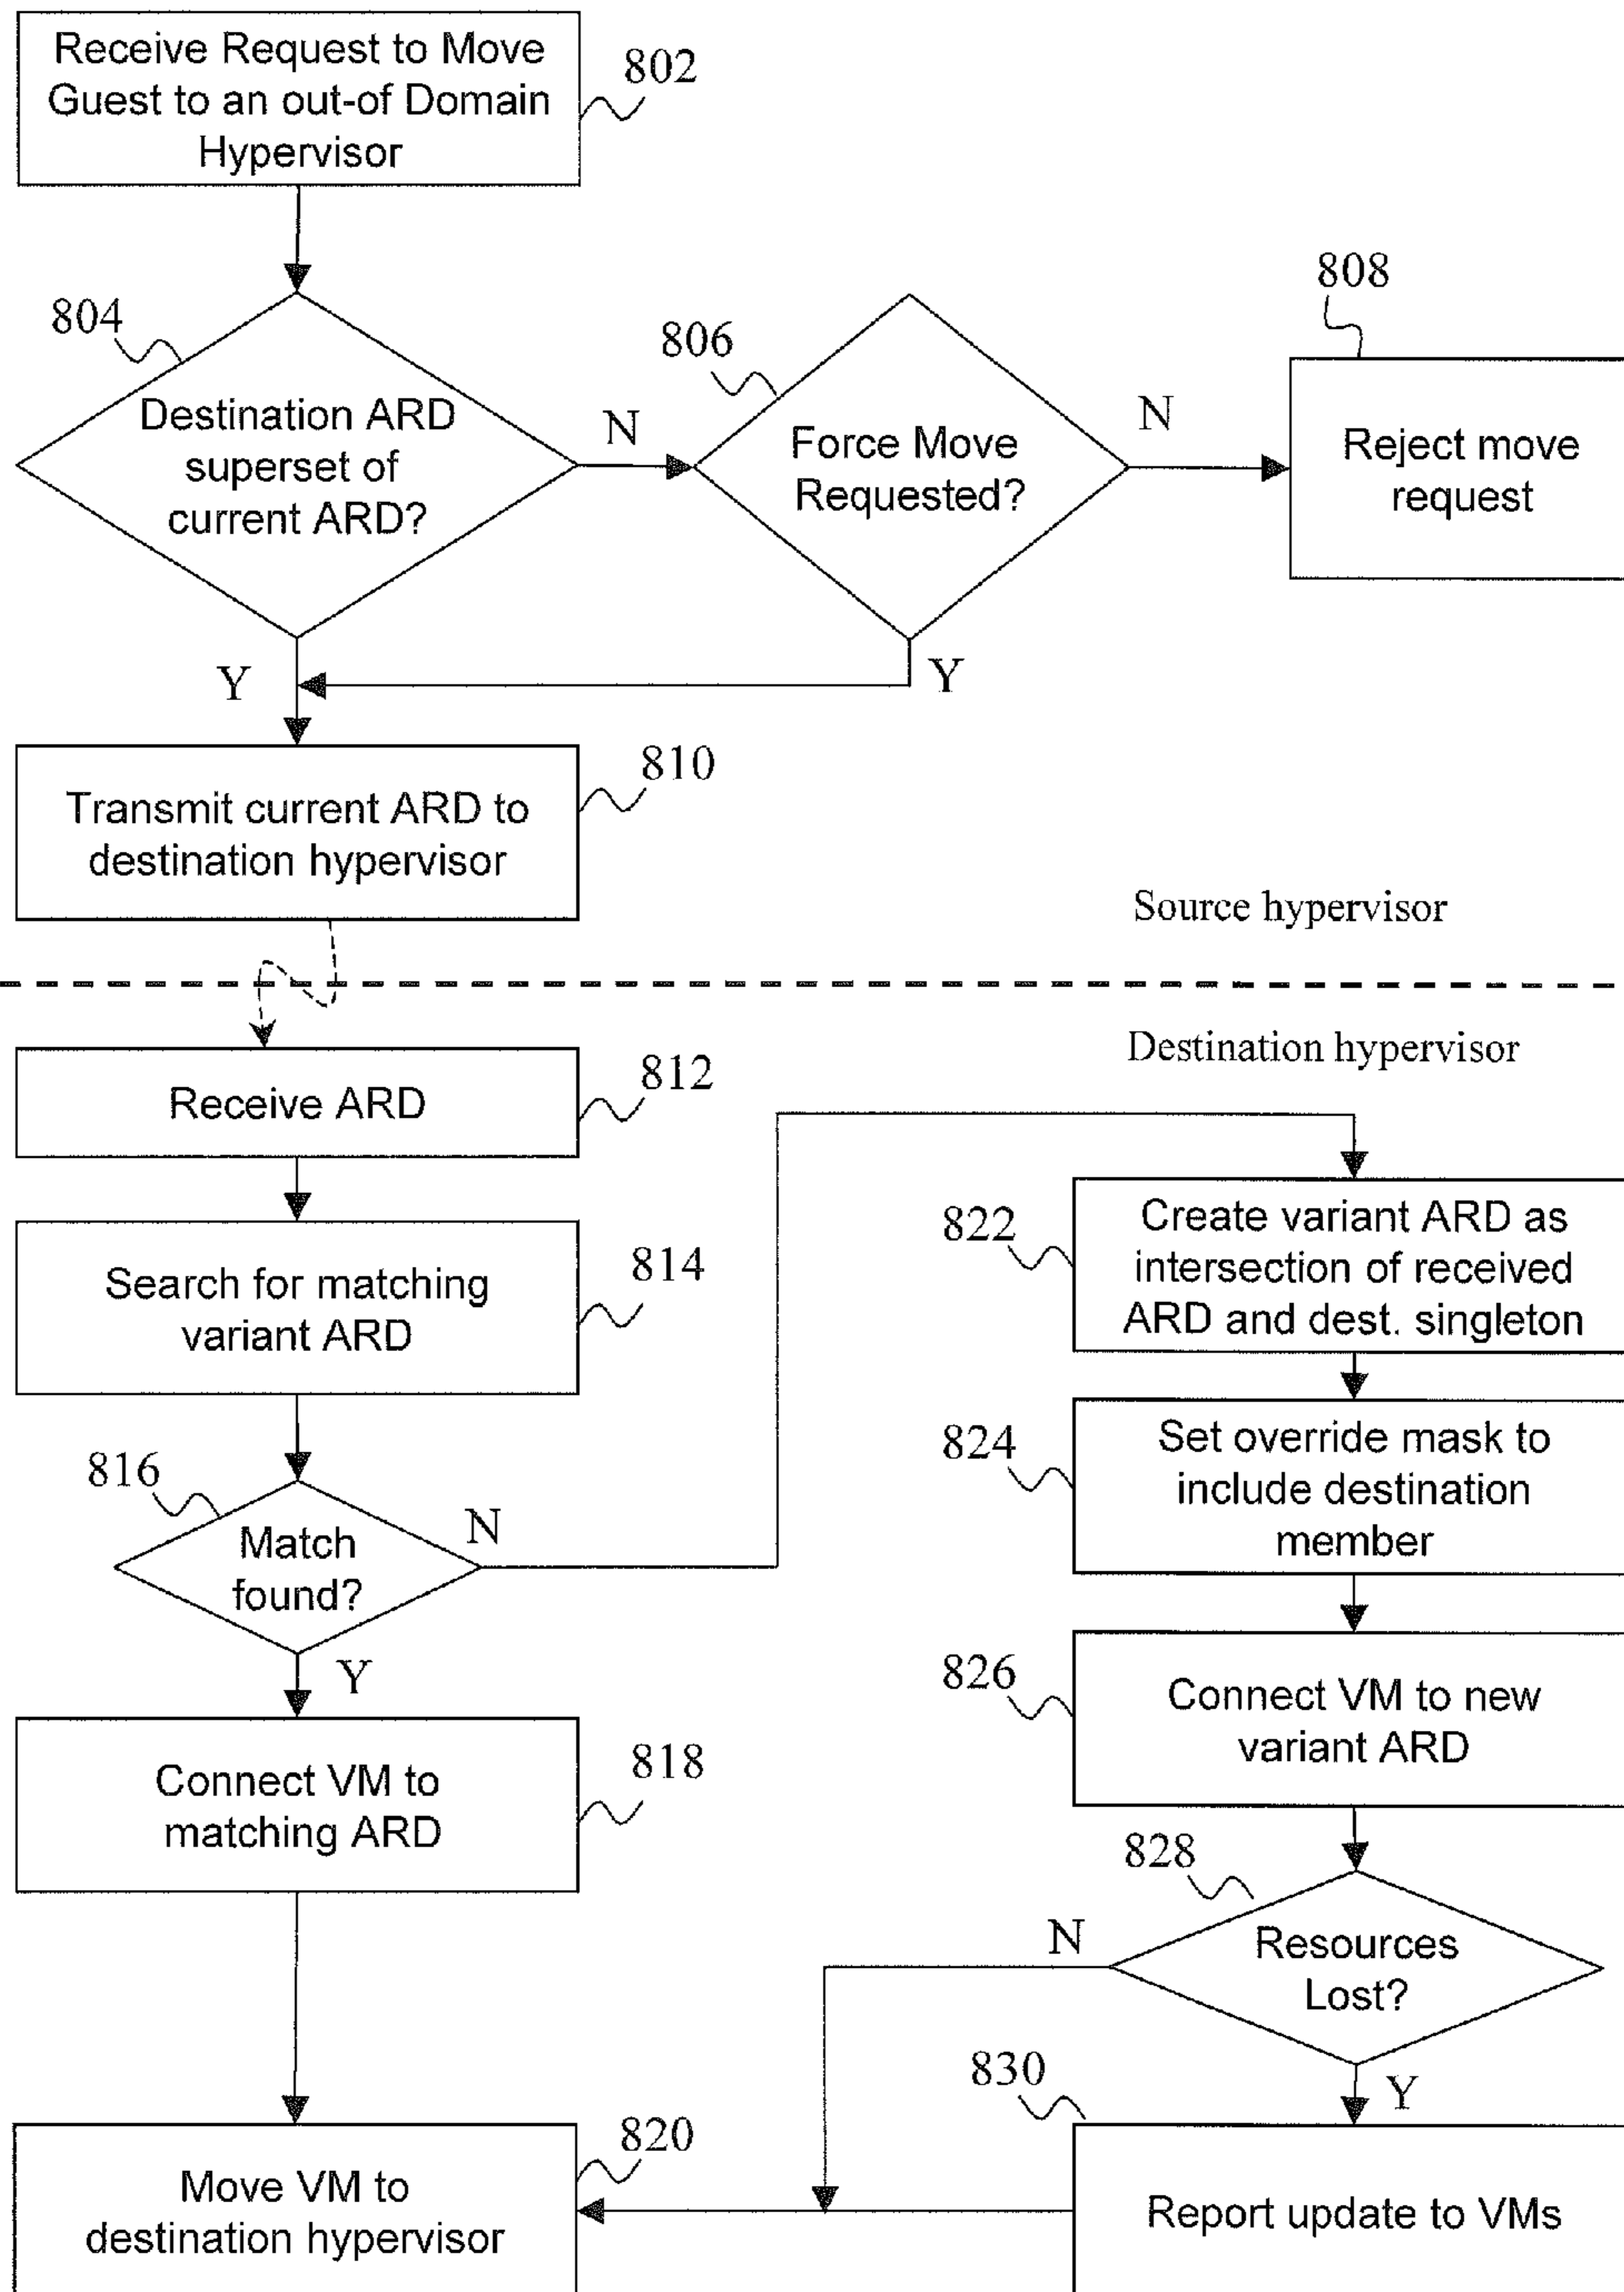 Receive Request to Move
Guest to an out-of Domain
Hypervisor
802
804
Destination ARD
superset of
current ARD?
N
806
Force Move
Requested?
N
808
Reject move
request
Y
Y
810
Transmit current ARD to
destination hypervisor
Source hypervisor
Destination hypervisor
812
Receive ARD
814
Search for matching
variant ARD
816
Match
found?
N
Y
818
Connect VM to
matching ARD
820
Move VM to
destination hypervisor
822
Create variant ARD as
intersection of received
ARD and dest. singleton
824
Set override mask to
include destination
member
826
Connect VM to new
variant ARD
828
Resources
Lost?
N
Y
830
Report update to VMs